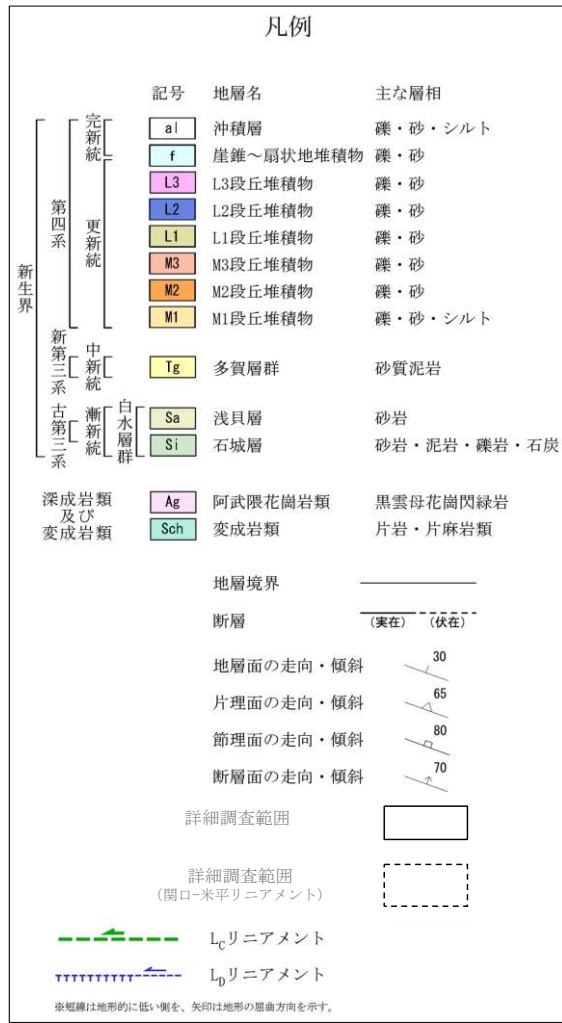 凡例
記号 地層名 主な層相
新生界
第四系
完新統
al 沖積層 礫・砂・シルト
f 崖錐～扇状地堆積物 礫・砂
更新統
L3 L3段丘堆積物 礫・砂
L2 L2段丘堆積物 礫・砂
L1 L1段丘堆積物 礫・砂
M3 M3段丘堆積物 礫・砂
M2 M2段丘堆積物 礫・砂
M1 M1段丘堆積物 礫・砂・シルト
新第三系
中新統
Tg 多賀層群 砂質泥岩
古第三系
漸新統
白水層群
Sa 浅貝層 砂岩
Si 石城層 砂岩・泥岩・礫岩・石炭
深成岩類
及び
変成岩類
Ag 阿武隈花崗岩類 黒雲母花崗閃緑岩
Sch 変成岩類 片岩・片麻岩類
地層境界
断層 (実在) (伏在)
地層面の走向・傾斜 30
片理面の走向・傾斜 65
節理面の走向・傾斜 80
断層面の走向・傾斜 70
詳細調査範囲
詳細調査範囲
(関口-米平リニアメント)
LCリニアメント
LDリニアメント
※短線は地形的に低い側を、矢印は地形の屈曲方向を示す。